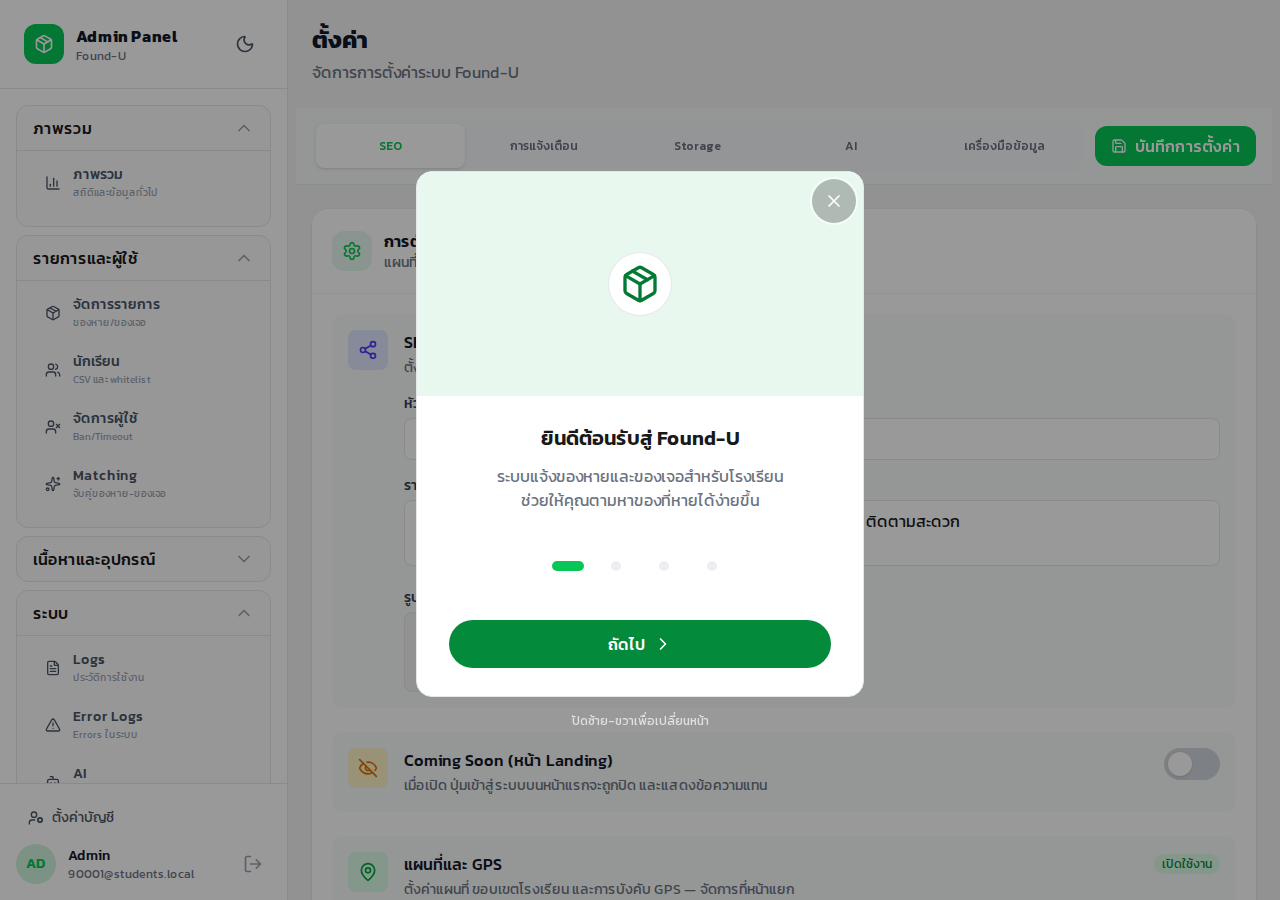 Admin Panel
Found-U
ภาพรวม
ภาพรวม
สถิติและข้อมูลทั่วไป
รายการและผู้ใช้
จัดการรายการ
ของหาย/ของเจอ
นักเรียน
CSV และ whitelist
จัดการผู้ใช้
Ban/Timeout
Matching
จับคู่ของหาย-ของเจอ
เนื้อหาและอุปกรณ์
ระบบ
Logs
ประวัติการใช้งาน
Error Logs
Errors ในระบบ
AI
ตั้งค่าบัญชี
AD
Admin
90001@students.local
ตั้งค่า
จัดการการตั้งค่าระบบ Found-U
SEO
การแจ้งเตือน
Storage
AI
เครื่องมือข้อมูล
บันทึกการตั้งค่า
ติดตามสะดวก
ยินดีต้อนรับสู่ Found-U
ระบบแจ้งของหายและของเจอสำหรับโรงเรียน
ช่วยให้คุณตามหาของที่หายได้ง่ายขึ้น
ถัดไป
ปัดซ้าย-ขวาเพื่อเปลี่ยนหน้า
Coming Soon (หน้า Landing)
เมื่อเปิด ปุ่มเข้าสู่ระบบบนหน้าแรกจะถูกปิด และแสดงข้อความแทน
แผนที่และ GPS
เปิดใช้งาน
ตั้งค่าแผนที่ ขอบเขตโรงเรียน และการบังคับ GPS — จัดการที่หน้าแยก